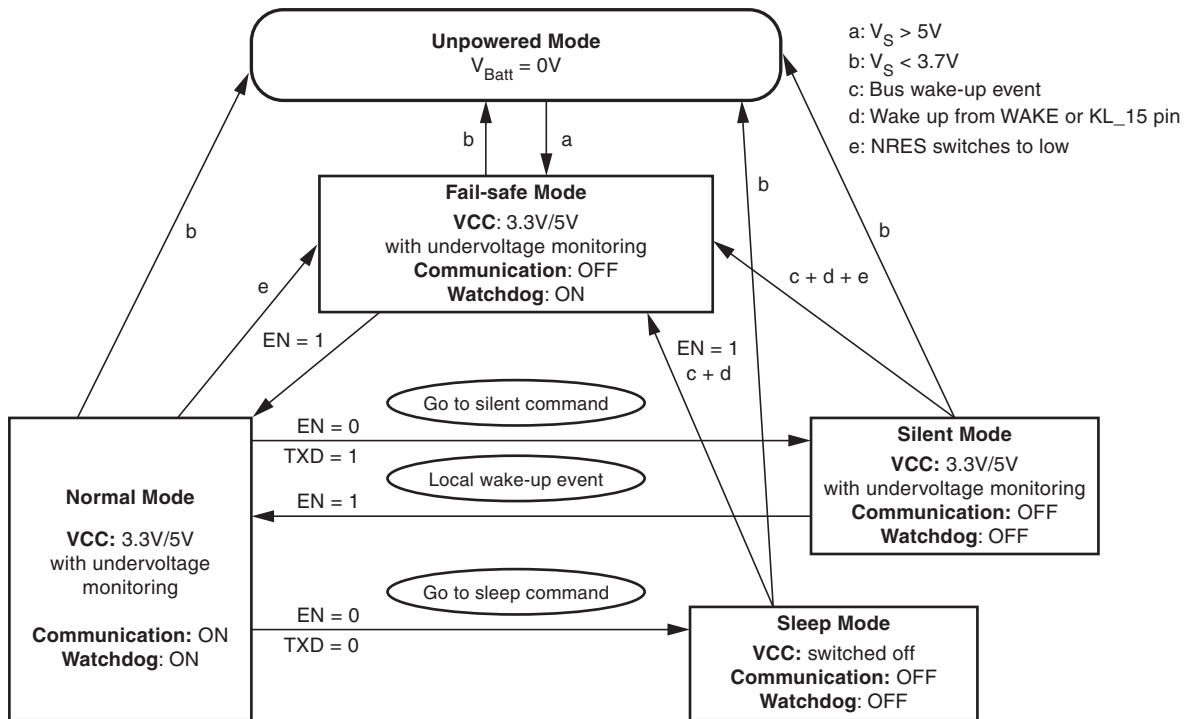 Unpowered Mode
V_Batt = 0V
a: V_S > 5V
b: V_S < 3.7V
c: Bus wake-up event
d: Wake up from WAKE or KL_15 pin
e: NRES switches to low
b
a
b
b
b
Fail-safe Mode
VCC: 3.3V/5V
with undervoltage monitoring
Communication: OFF
Watchdog: ON
e
c + d + e
EN = 1
EN = 1
c + d
Go to silent command
EN = 0
TXD = 1
Local wake-up event
EN = 1
Silent Mode
VCC: 3.3V/5V
with undervoltage monitoring
Communication: OFF
Watchdog: OFF
Normal Mode
VCC: 3.3V/5V
with undervoltage
monitoring
Communication: ON
Watchdog: ON
Go to sleep command
EN = 0
TXD = 0
Sleep Mode
VCC: switched off
Communication: OFF
Watchdog: OFF